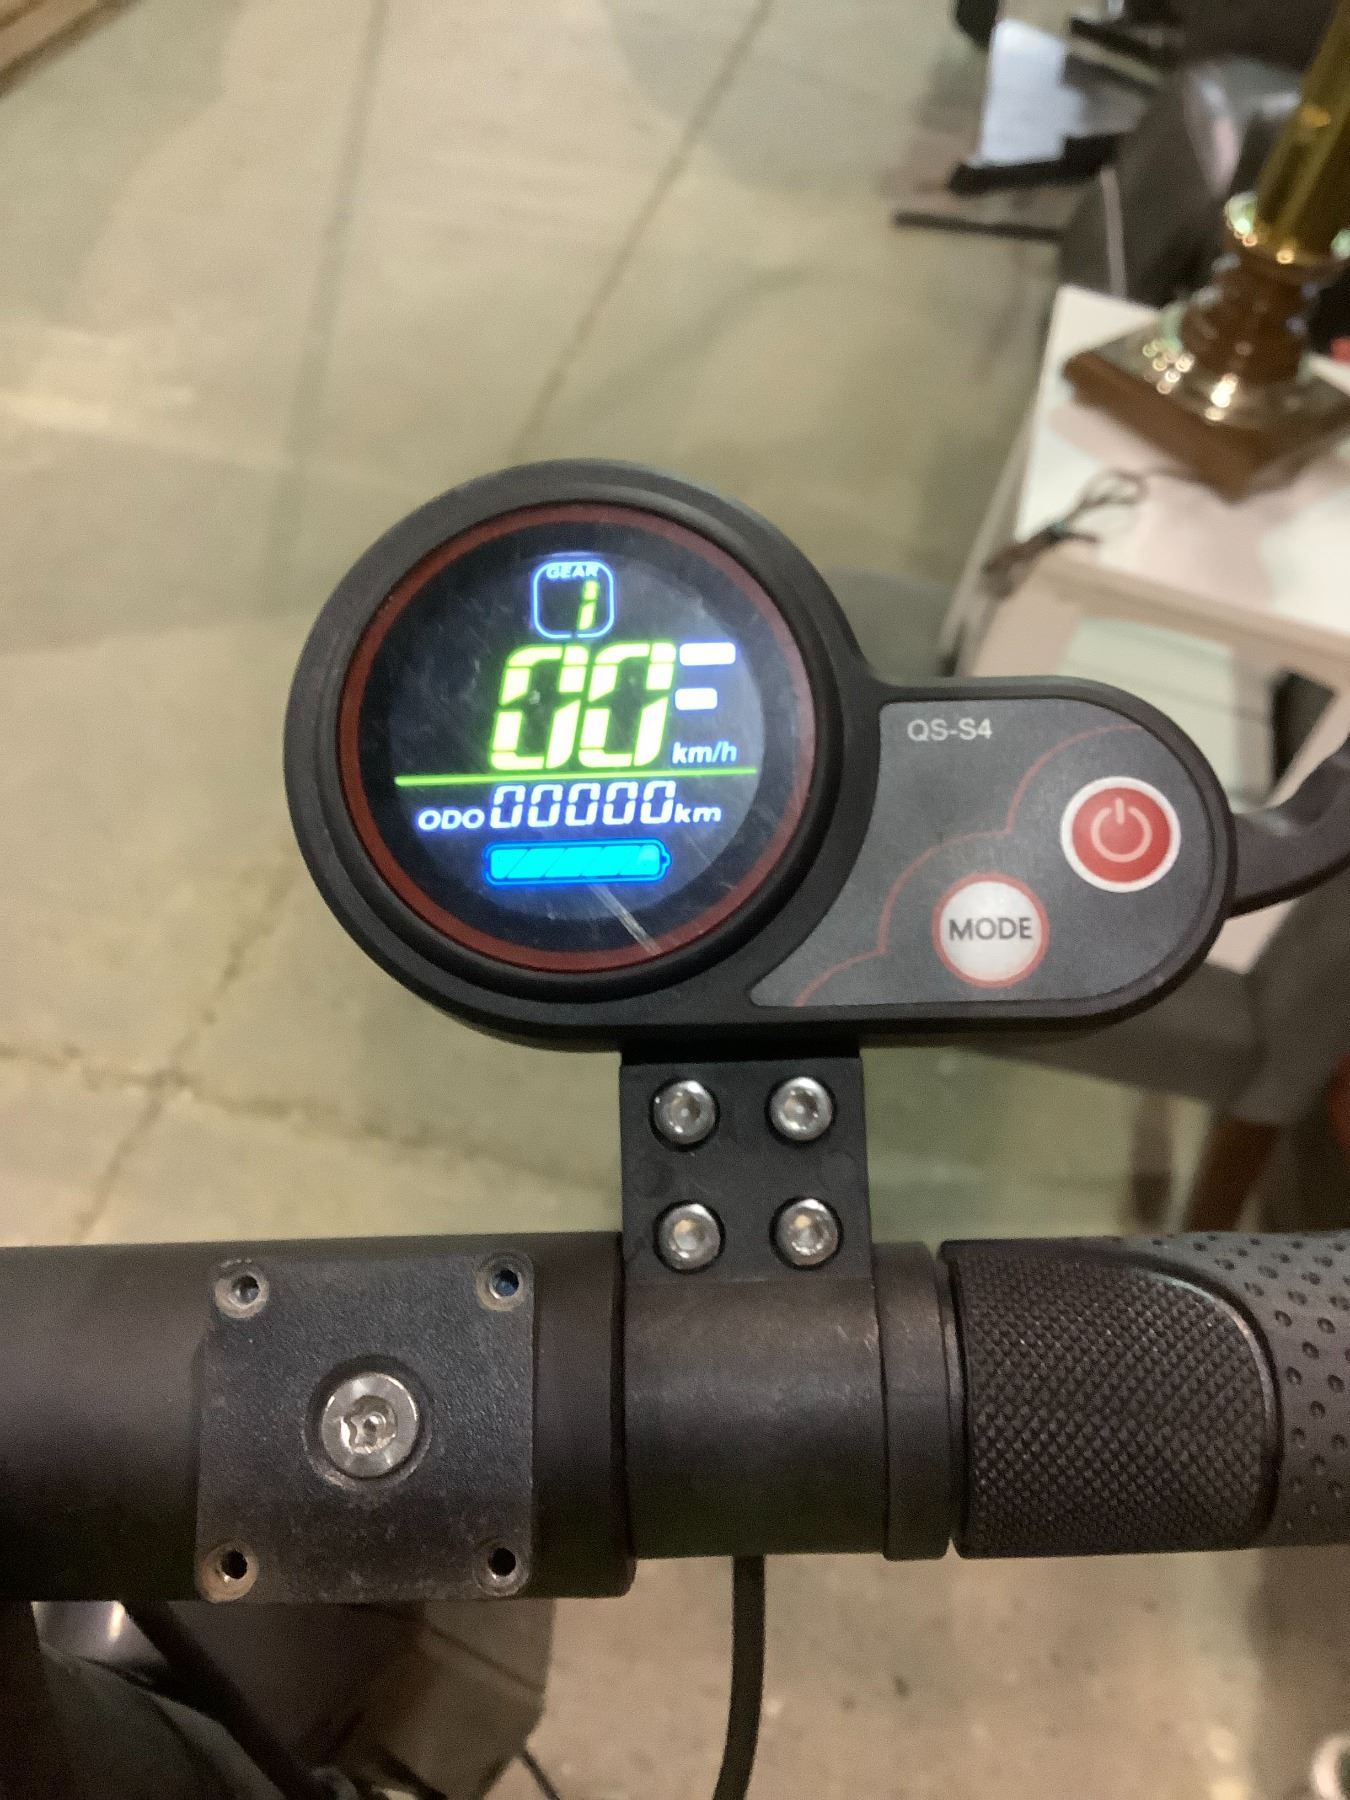 GEAR
1
00
km/h
ODO 00000 km
QS-S4
MODE